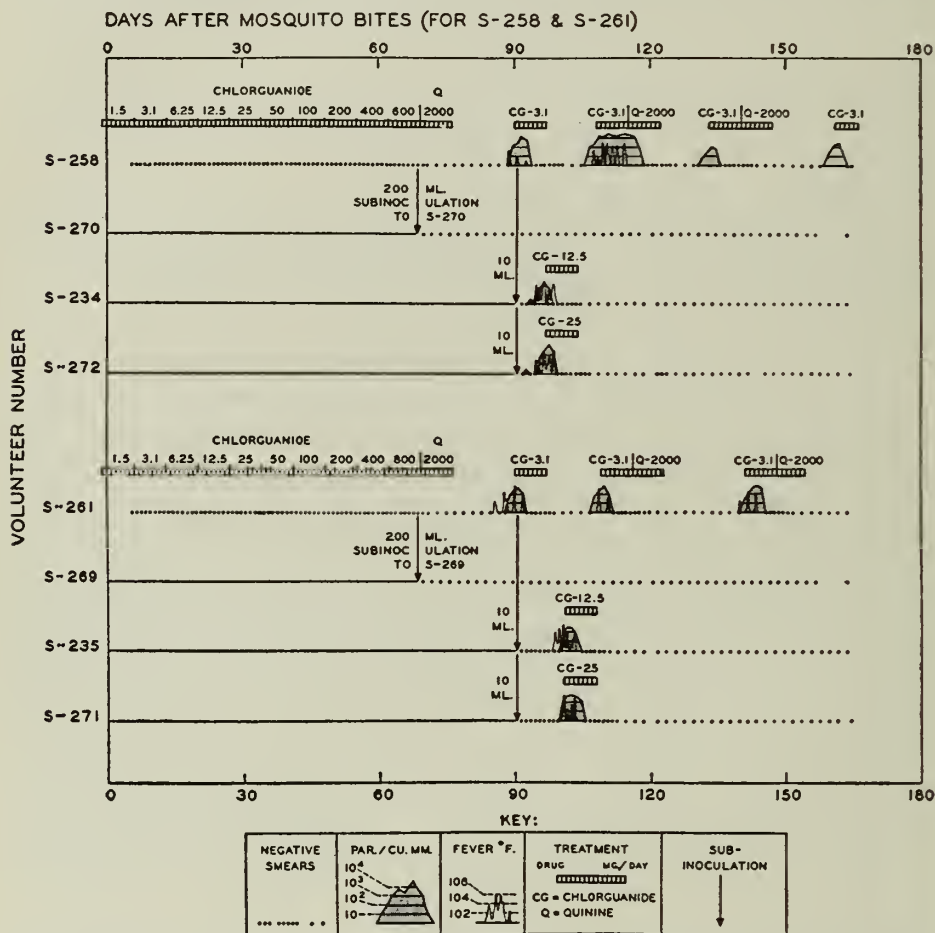 DAYS AFTER MOSQUITO BITES (FOR S-258 & S-261)
0 30 60 90 120 150 180
CHLORGUANIDE Q
1.5 3.1 6.25 12.5 25 50 100 200 400 600 2000
CG-3.1 CG-3.1 Q-2000 CG-3.1 Q-2000 CG-3.1
S-258
200 ML.
SUBINOC ULATION
TO S-270
S-270
10 ML.
CG-12.5
S-234
10 ML.
CG-25
S-272
VOLUNTEER NUMBER
CHLORGUANIDE Q
1.5 3.1 6.25 12.5 25 50 100 200 400 800 2000
CG-3.1 CG-3.1 Q-2000 CG-3.1 Q-2000
S-261
200 ML.
SUBINOC ULATION
TO S-269
S-269
10 ML.
CG-12.5
S-235
10 ML.
CG-25
S-271
0 30 60 90 120 150 180
KEY:
NEGATIVE SMEARS
PAR./CU. MM.
10⁴
10³
10²
10
FEVER °F.
106
104
102
TREATMENT
DRUG MG/DAY
CG = CHLORGUANIDE
Q = QUININE
SUB-
INOCULATION